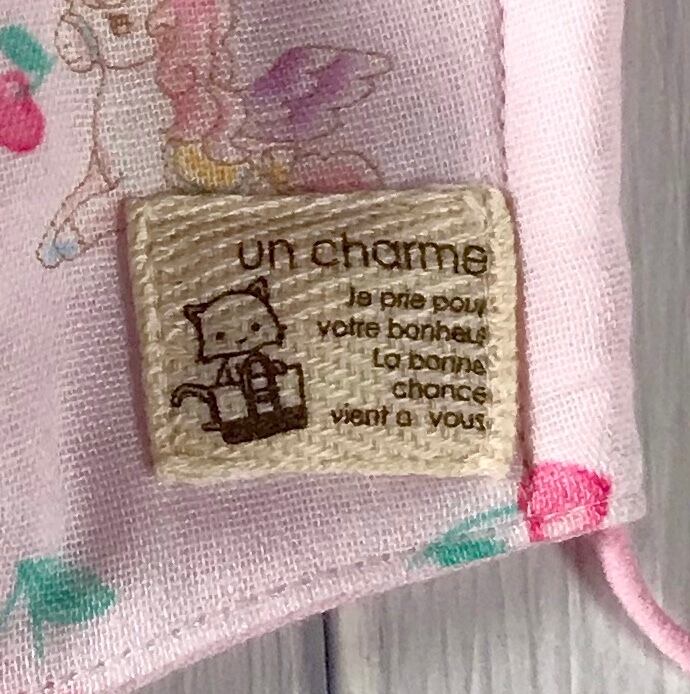 un charme
Je prie pour
votre bonheur
La bonne
chance
vient a vous